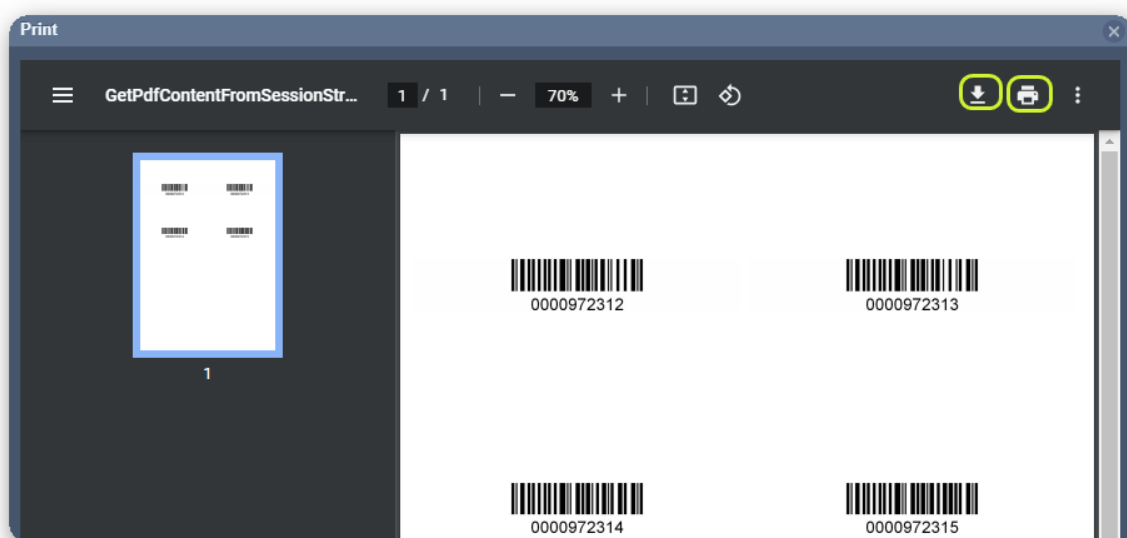 Print
GetPdfContentFromSessionStr... 1 / 1 70%
1
0000972312 0000972313
0000972314 0000972315